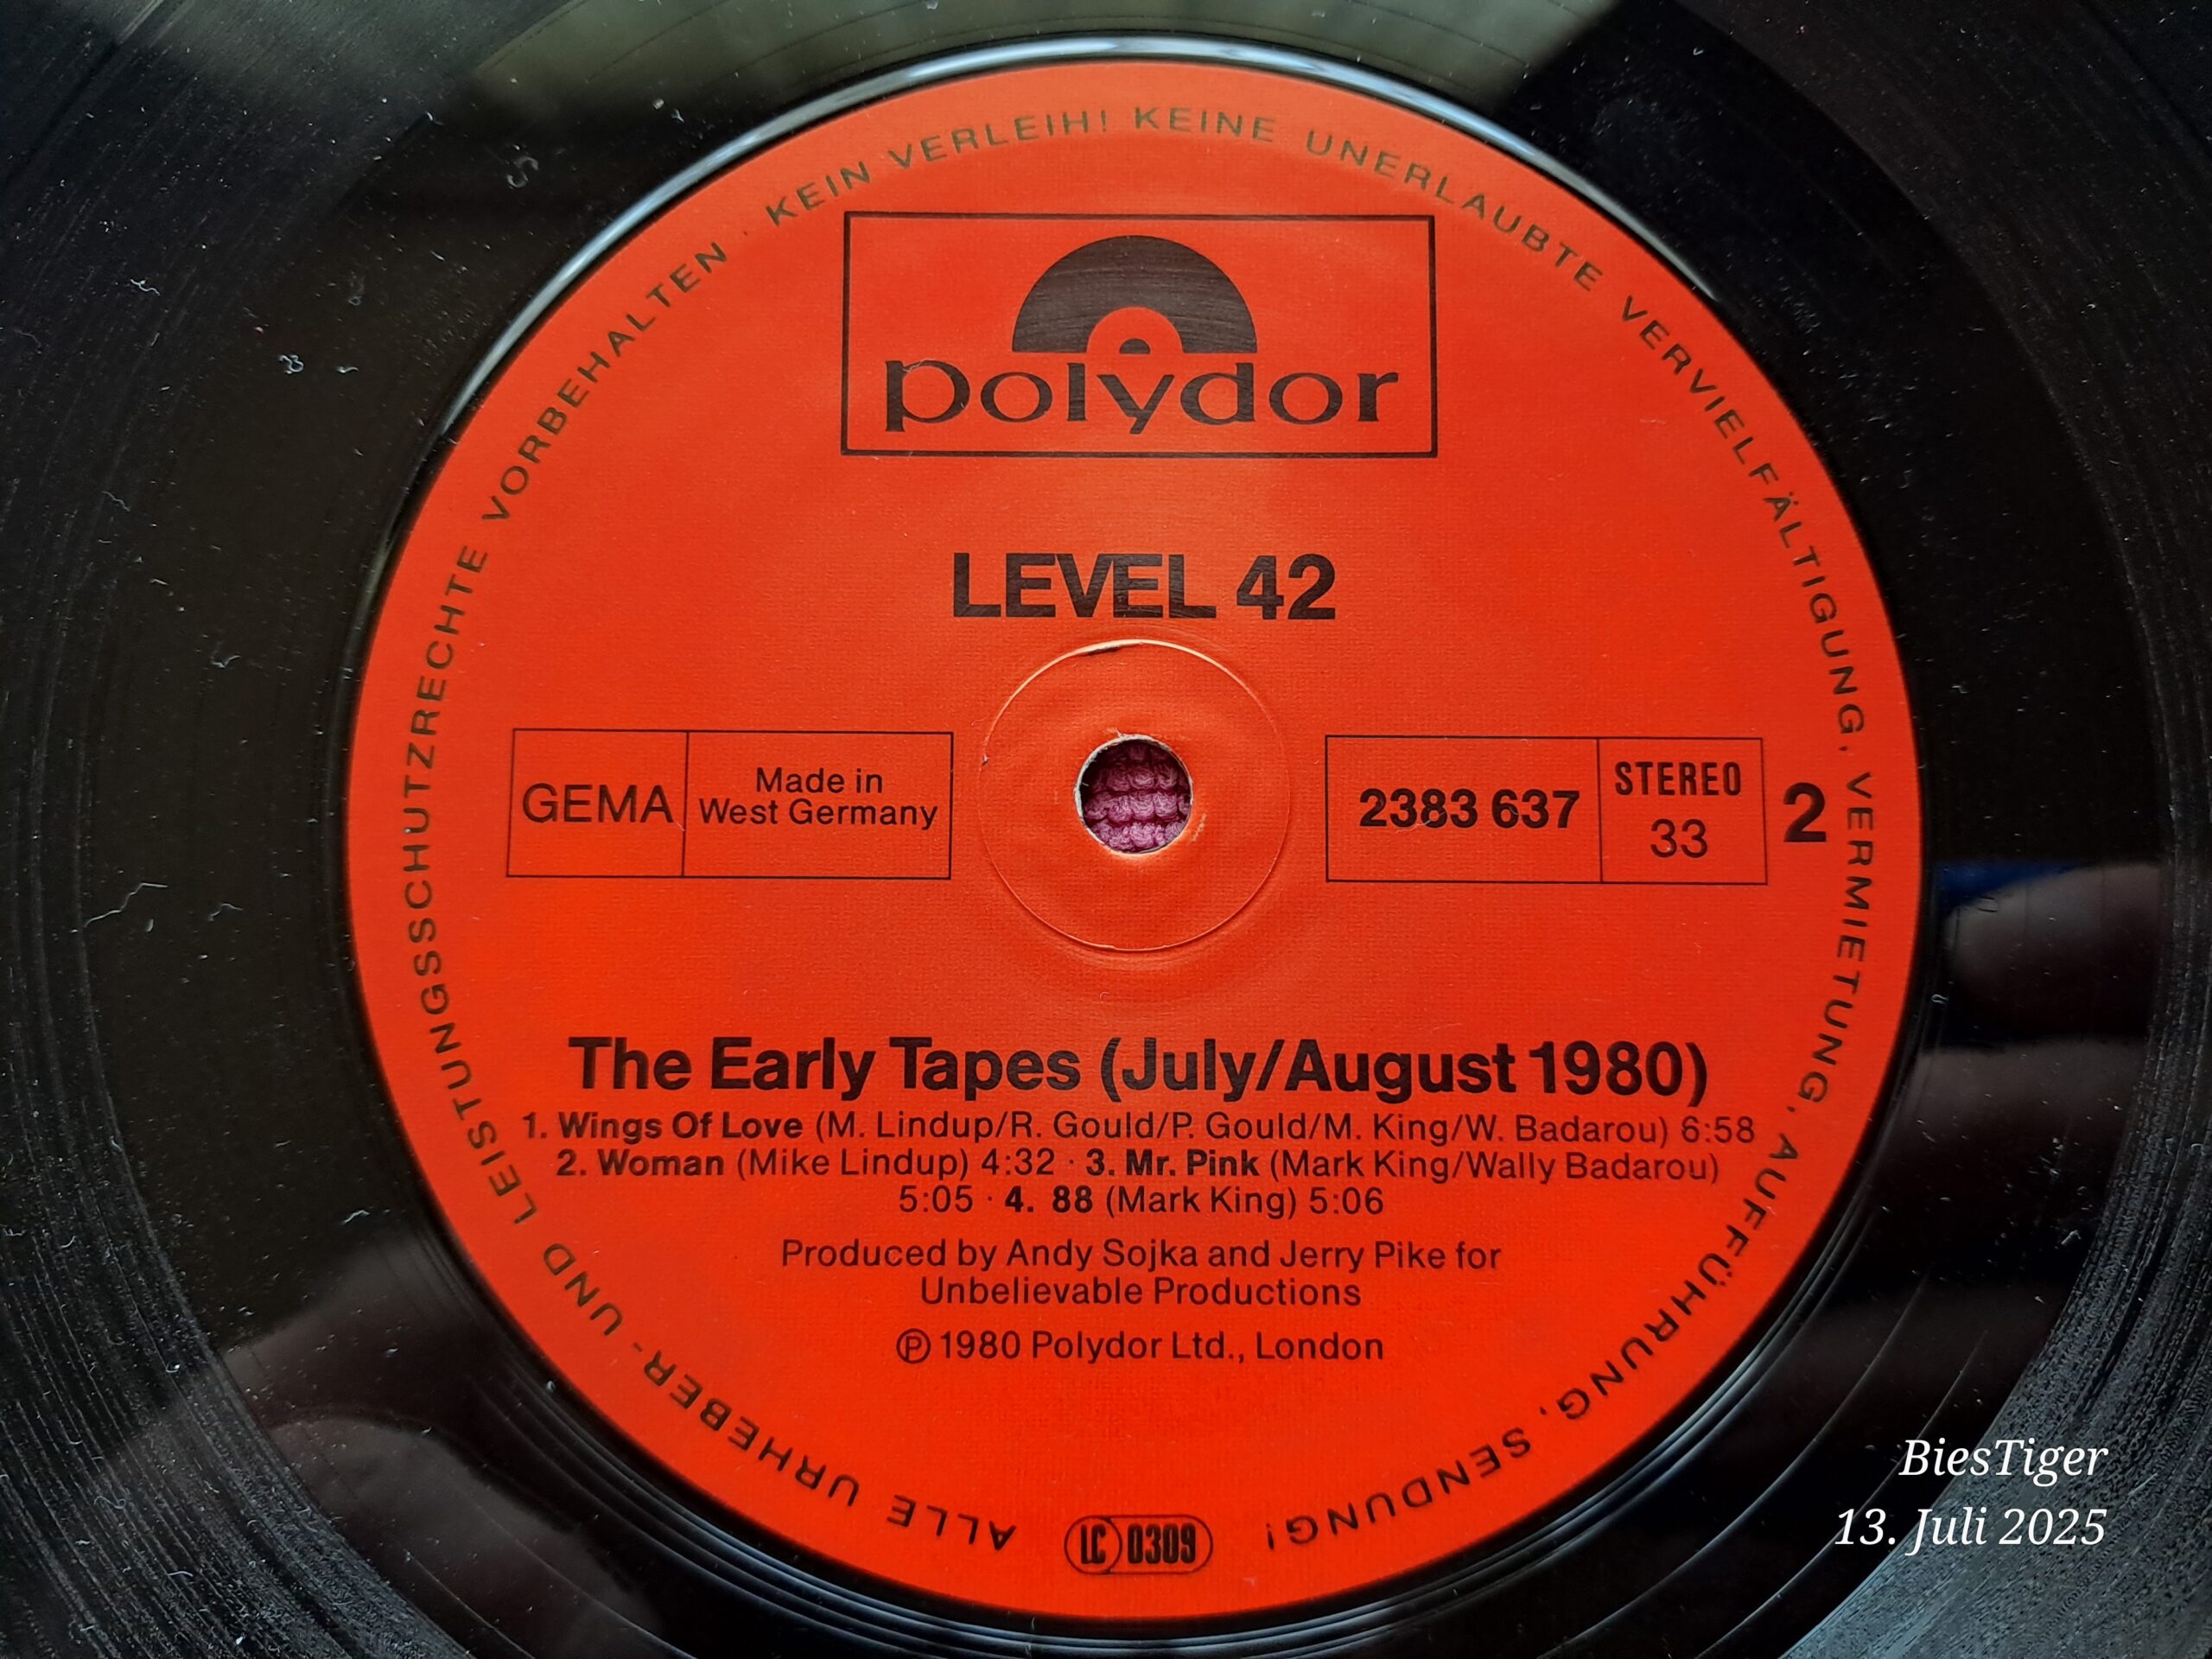 ALLE URHEBER- UND LEISTUNGSSCHUTZRECHTE VORBEHALTEN · KEIN VERLEIH! KEINE UNERLAUBTE VERVIELFÄLTIGUNG, VERMIETUNG, AUFFÜHRUNG, SENDUNG!
polydor
LEVEL 42
GEMA
Made in
West Germany
2383 637
STEREO
33
2
The Early Tapes (July/August 1980)
1. Wings Of Love (M. Lindup/R. Gould/P. Gould/M. King/W. Badarou) 6:58
2. Woman (Mike Lindup) 4:32 · 3. Mr. Pink (Mark King/Wally Badarou)
5:05 · 4. 88 (Mark King) 5:06
Produced by Andy Sojka and Jerry Pike for
Unbelievable Productions
℗ 1980 Polydor Ltd., London
LC 0309
BiesTiger
13. Juli 2025